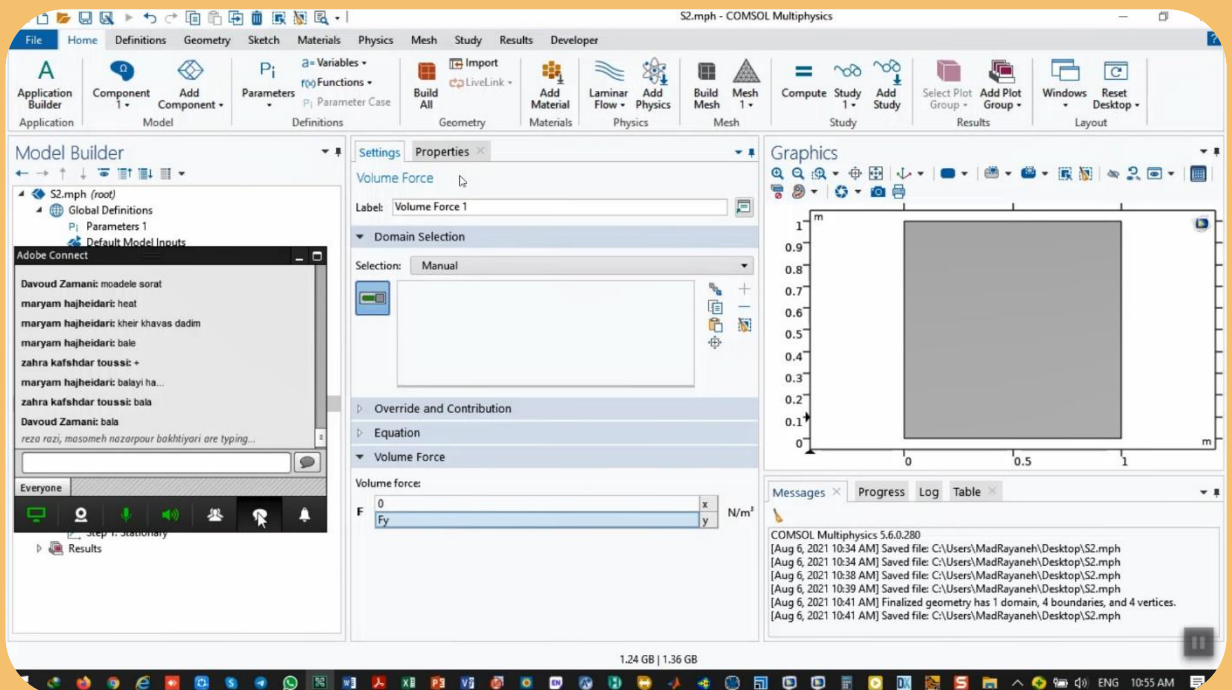 S2.mph - COMSOL Multiphysics
File Home Definitions Geometry Sketch Materials Physics Mesh Study Results Developer
Application Builder
Component 1
Add Component
Pi Parameters
a= Variables
f(x) Functions
Pi Parameter Case
Build All
Import
LiveLink
Add Material
Laminar Flow
Add Physics
Build Mesh
Mesh 1
Compute
Study 1
Add Study
Select Plot Group
Add Plot Group
Windows
Reset Desktop
Application Model Definitions Geometry Materials Physics Mesh Study Results Layout
Model Builder
S2.mph (root)
Global Definitions
Pi Parameters 1
Default Model Inputs
Adobe Connect
Davoud Zamani: moadele sorat
maryam hajheidari: heat
maryam hajheidari: kheir khavas dadim
maryam hajheidari: bale
zahra kafshdar toussi: +
maryam hajheidari: balayi ha...
zahra kafshdar toussi: bala
Davoud Zamani: bala
reza razi, masomeh nazarpour bakhtiyari are typing...
Everyone
Step 1: Stationary
Results
Settings Properties
Volume Force
Label: Volume Force 1
Domain Selection
Selection: Manual
Override and Contribution
Equation
Volume Force
Volume force:
F
0 x
Fy y
N/m³
Graphics
m
1
0.9
0.8
0.7
0.6
0.5
0.4
0.3
0.2
0.1
0
m
0 0.5 1
Messages Progress Log Table
COMSOL Multiphysics 5.6.0.280
[Aug 6, 2021 10:34 AM] Saved file: C:\Users\MadRayaneh\Desktop\S2.mph
[Aug 6, 2021 10:34 AM] Saved file: C:\Users\MadRayaneh\Desktop\S2.mph
[Aug 6, 2021 10:38 AM] Saved file: C:\Users\MadRayaneh\Desktop\S2.mph
[Aug 6, 2021 10:39 AM] Saved file: C:\Users\MadRayaneh\Desktop\S2.mph
[Aug 6, 2021 10:41 AM] Finalized geometry has 1 domain, 4 boundaries, and 4 vertices.
[Aug 6, 2021 10:41 AM] Saved file: C:\Users\MadRayaneh\Desktop\S2.mph
1.24 GB | 1.36 GB
ENG 10:55 AM